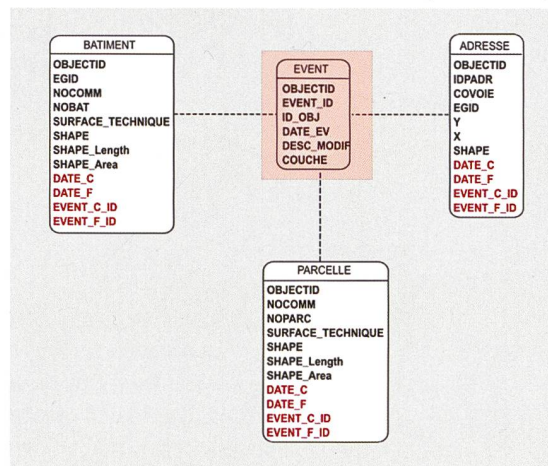 BATIMENT
OBJECTID
EGID
NOCOMM
NOBAT
SURFACE_TECHNIQUE
SHAPE
SHAPE_Length
SHAPE_Area
DATE_C
DATE_F
EVENT_C_ID
EVENT_F_ID
EVENT
OBJECTID
EVENT_ID
ID_OBJ
DATE_EV
DESC_MODIF
COUCHE
ADRESSE
OBJECTID
IDPADR
COVOIE
EGID
Y
X
SHAPE
DATE_C
DATE_F
EVENT_C_ID
EVENT_F_ID
PARCELLE
OBJECTID
NOCOMM
NOPARC
SURFACE_TECHNIQUE
SHAPE
SHAPE_Length
SHAPE_Area
DATE_C
DATE_F
EVENT_C_ID
EVENT_F_ID